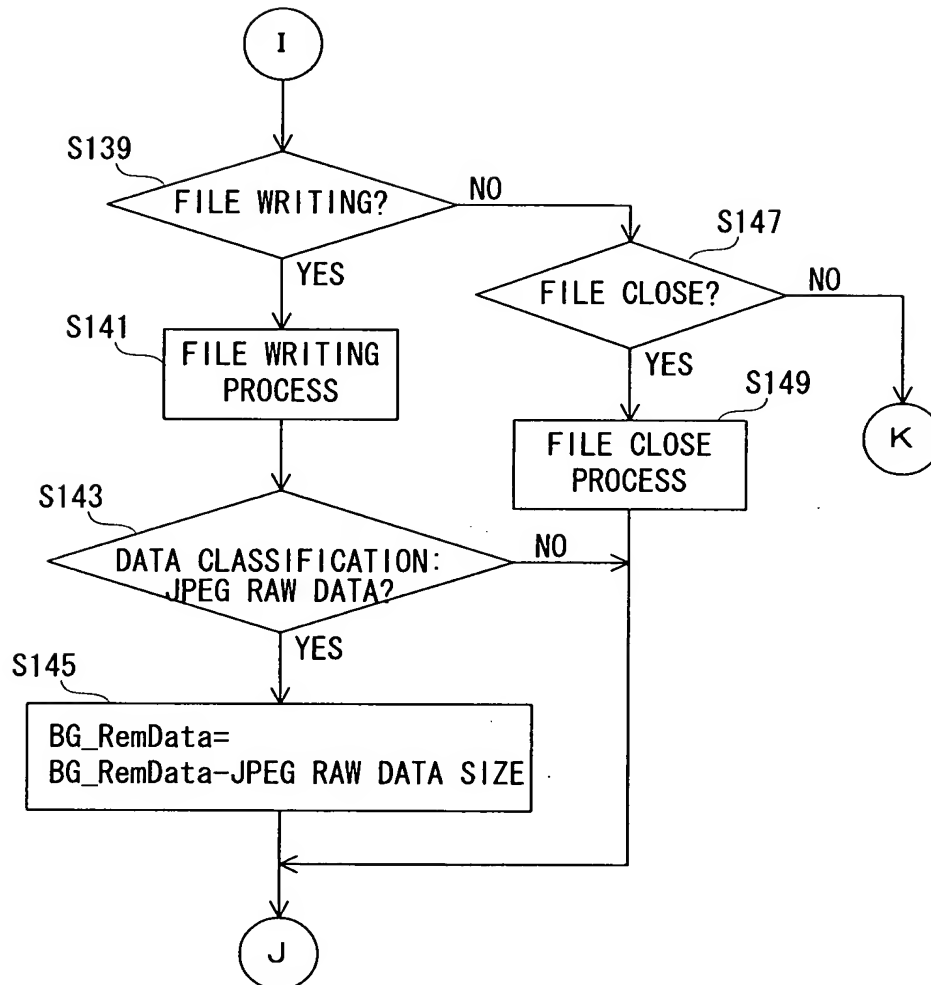 I
S139
FILE WRITING?
NO
YES
S147
FILE CLOSE?
NO
YES
S141
FILE WRITING
PROCESS
S149
FILE CLOSE
PROCESS
K
S143
DATA CLASSIFICATION:
JPEG RAW DATA?
NO
YES
S145
BG_RemData=
BG_RemData-JPEG RAW DATA SIZE
J